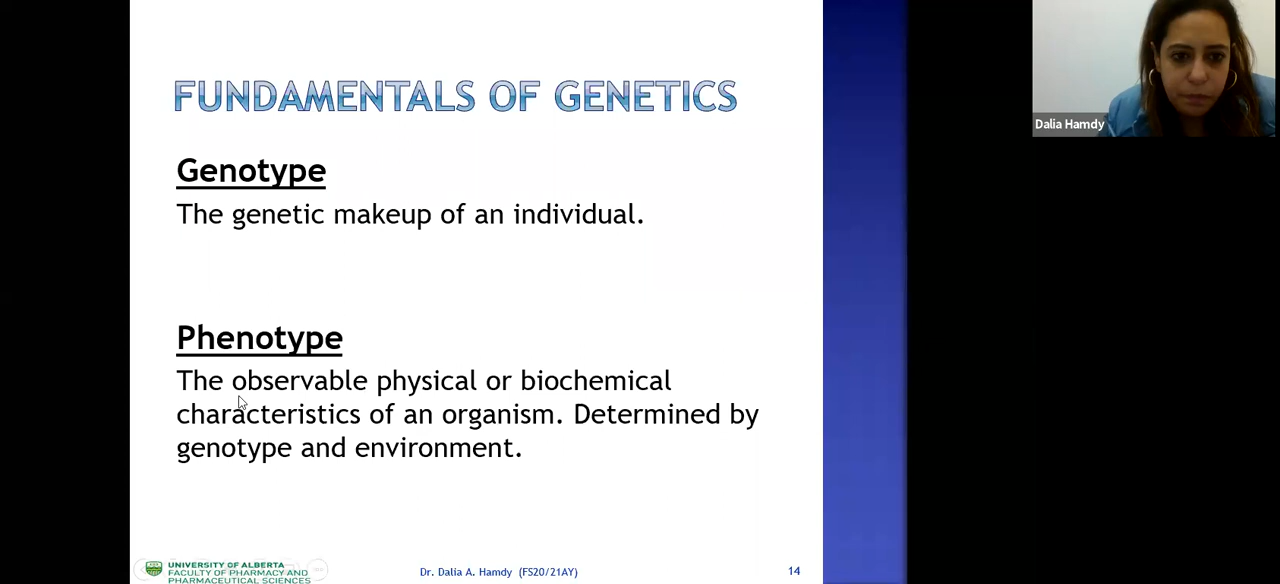 FUNDAMENTALS OF GENETICS
Dalia Hamdy
Genotype
The genetic makeup of an individual.
Phenotype
The observable physical or biochemical
characteristics of an organism. Determined by
genotype and environment.
UNIVERSITY OF ALBERTA
FACULTY OF PHARMACY AND
PHARMACEUTICAL SCIENCES
Dr. Dalia A. Hamdy (FS20/21AY)
14